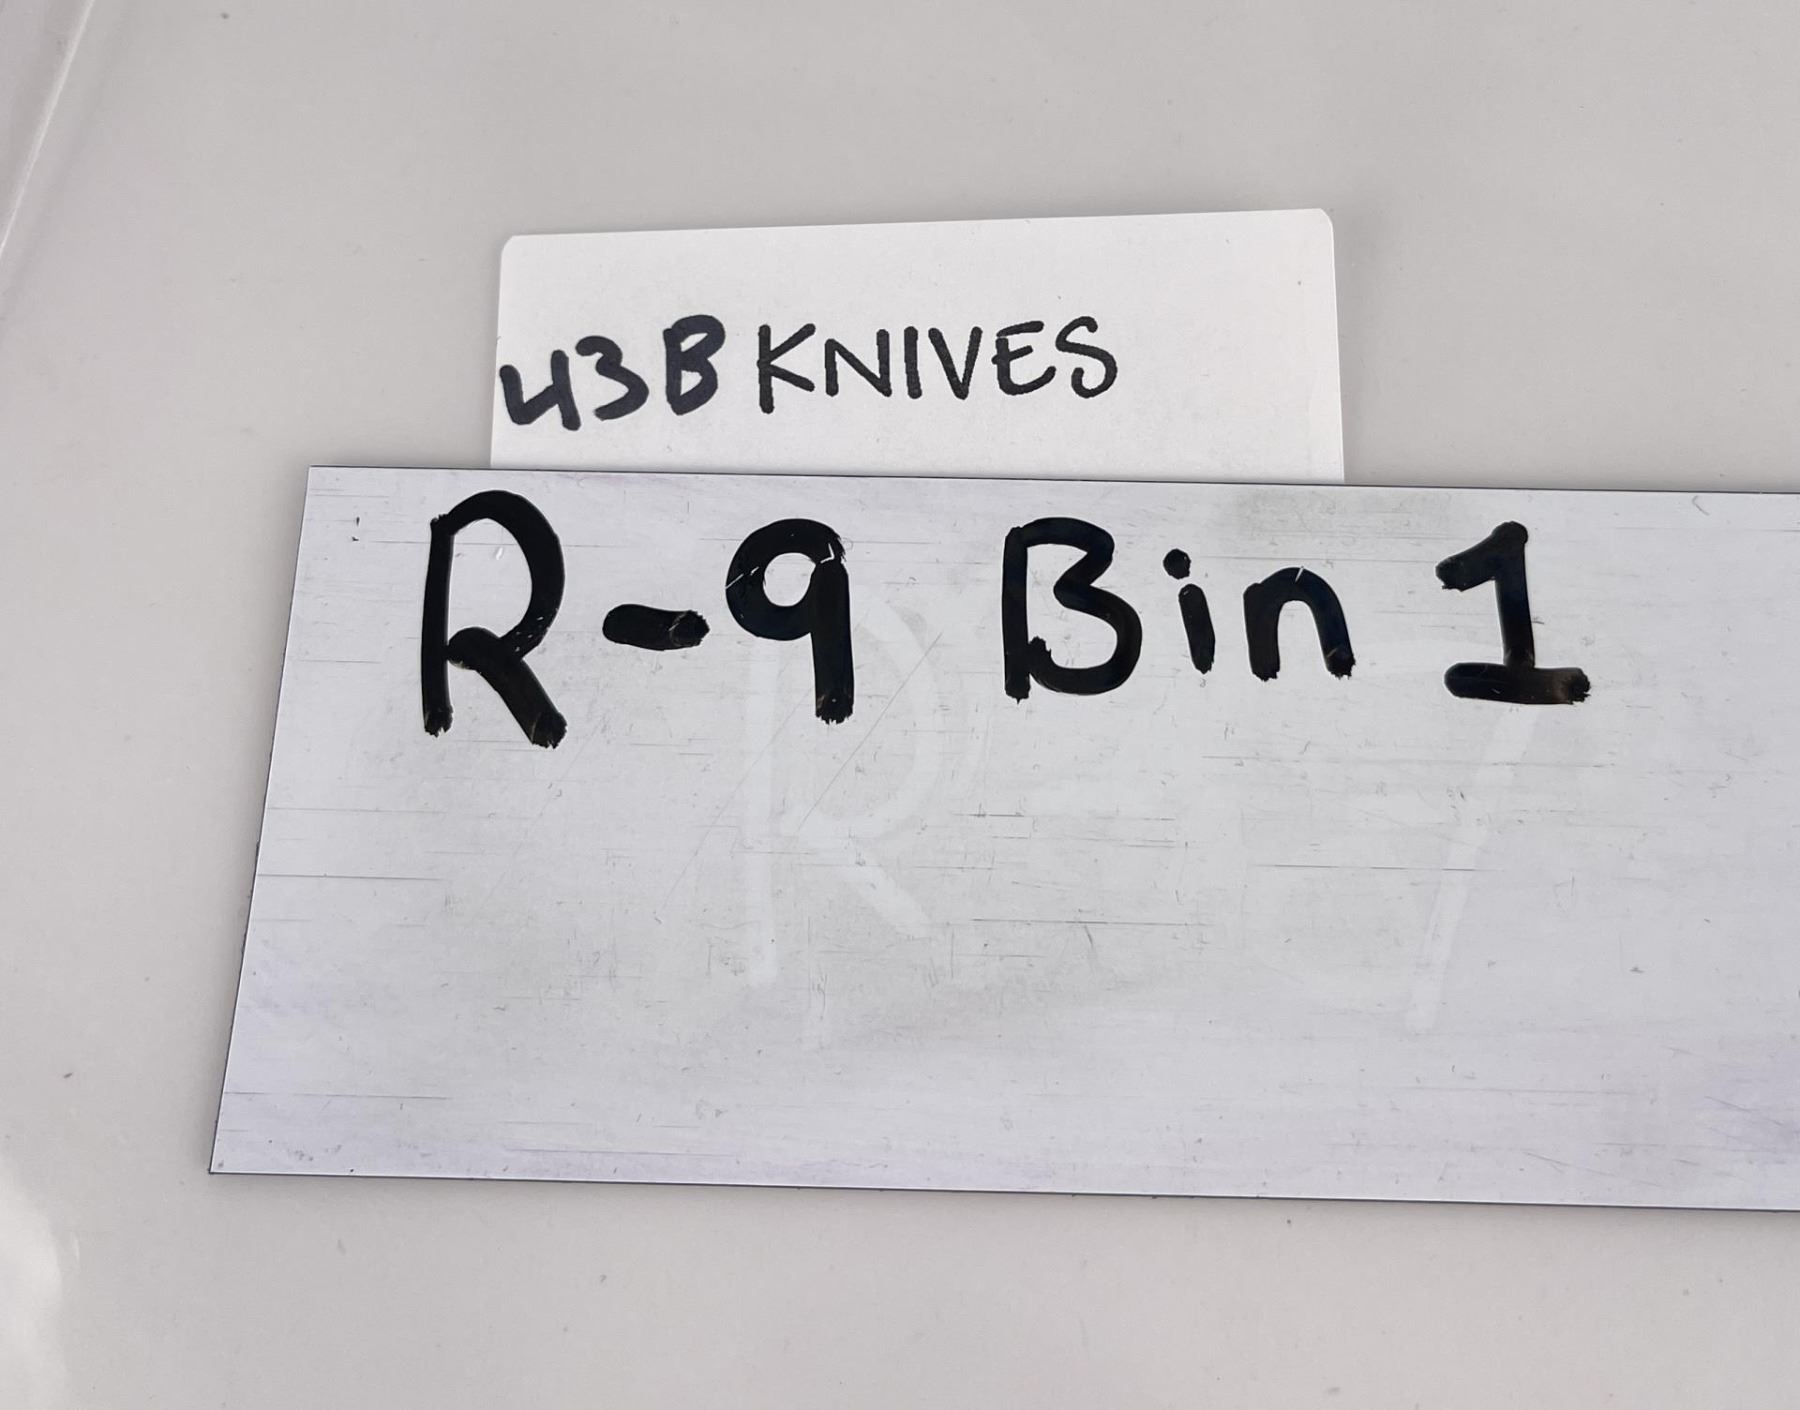 43B KNIVES
R-9 Bin 1